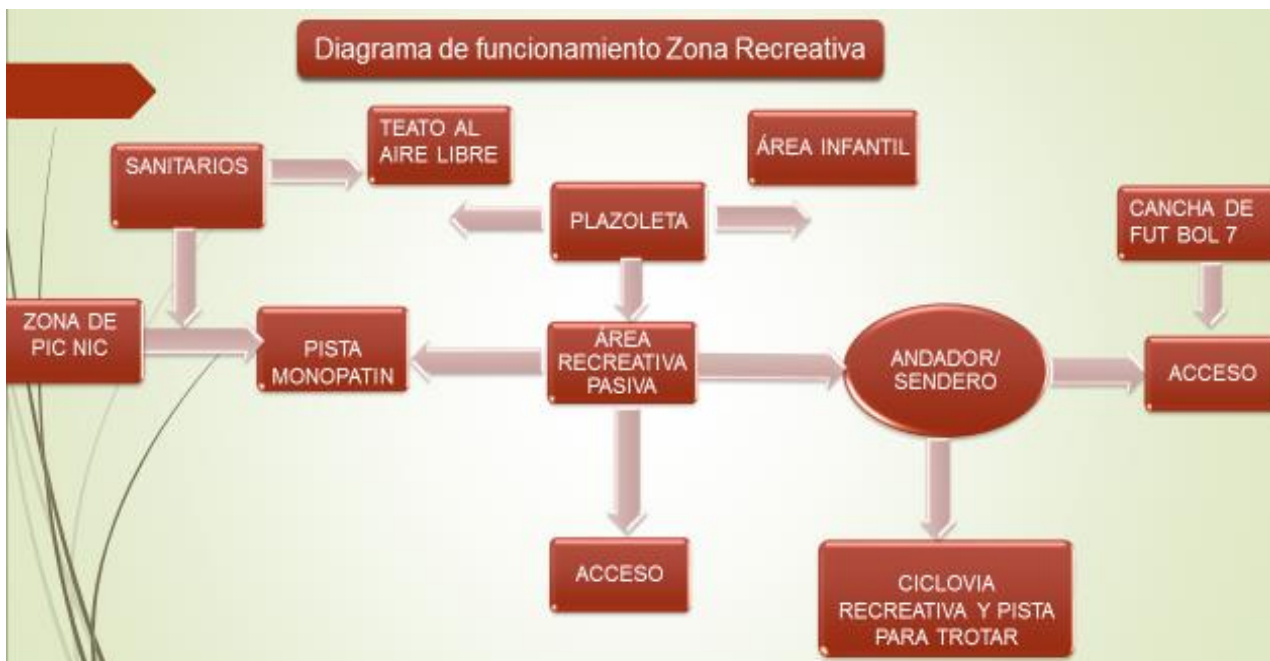 Diagrama de funcionamiento Zona Recreativa
TEATO AL
AIRE LIBRE
ÁREA INFANTIL
SANITARIOS
PLAZOLETA
CANCHA DE
FUT BOL 7
ZONA DE
PIC NIC
PISTA
MONOPATIN
ÁREA
RECREATIVA
PASIVA
ANDADOR/
SENDERO
ACCESO
ACCESO
CICLOVIA
RECREATIVA Y PISTA
PARA TROTAR